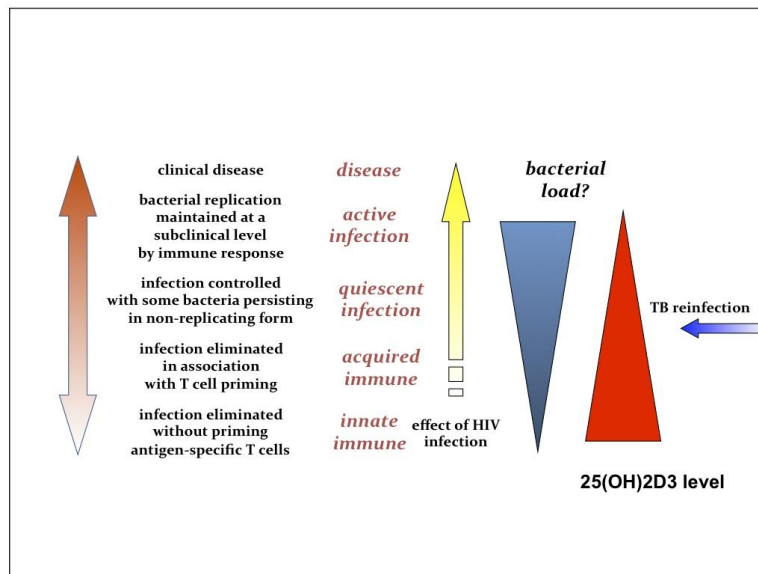 clinical disease
disease
bacterial
load?
bacterial replication
maintained at a
subclinical level
by immune response
active
infection
infection controlled
with some bacteria persisting
in non-replicating form
quiescent
infection
TB reinfection
infection eliminated
in association
with T cell priming
acquired
immune
infection eliminated
without priming
antigen-specific T cells
innate
immune
effect of HIV
infection
25(OH)2D3 level